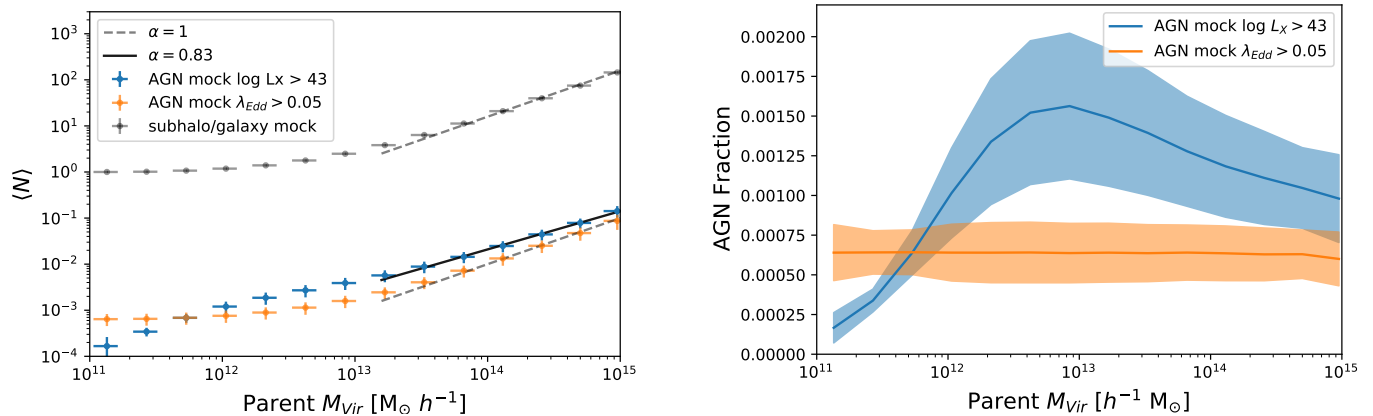 10³
10²
10¹
10⁰
10⁻¹
10⁻²
10⁻³
10⁻⁴
⟨N⟩
α = 1
α = 0.83
AGN mock log Lx > 43
AGN mock λ_Edd > 0.05
subhalo/galaxy mock
10¹¹ 10¹² 10¹³ 10¹⁴ 10¹⁵
Parent M_Vir [M_⊙ h⁻¹]
0.00200
0.00175
0.00150
0.00125
0.00100
0.00075
0.00050
0.00025
0.00000
AGN Fraction
AGN mock log L_X > 43
AGN mock λ_Edd > 0.05
10¹¹ 10¹² 10¹³ 10¹⁴ 10¹⁵
Parent M_Vir [h⁻¹ M_⊙]